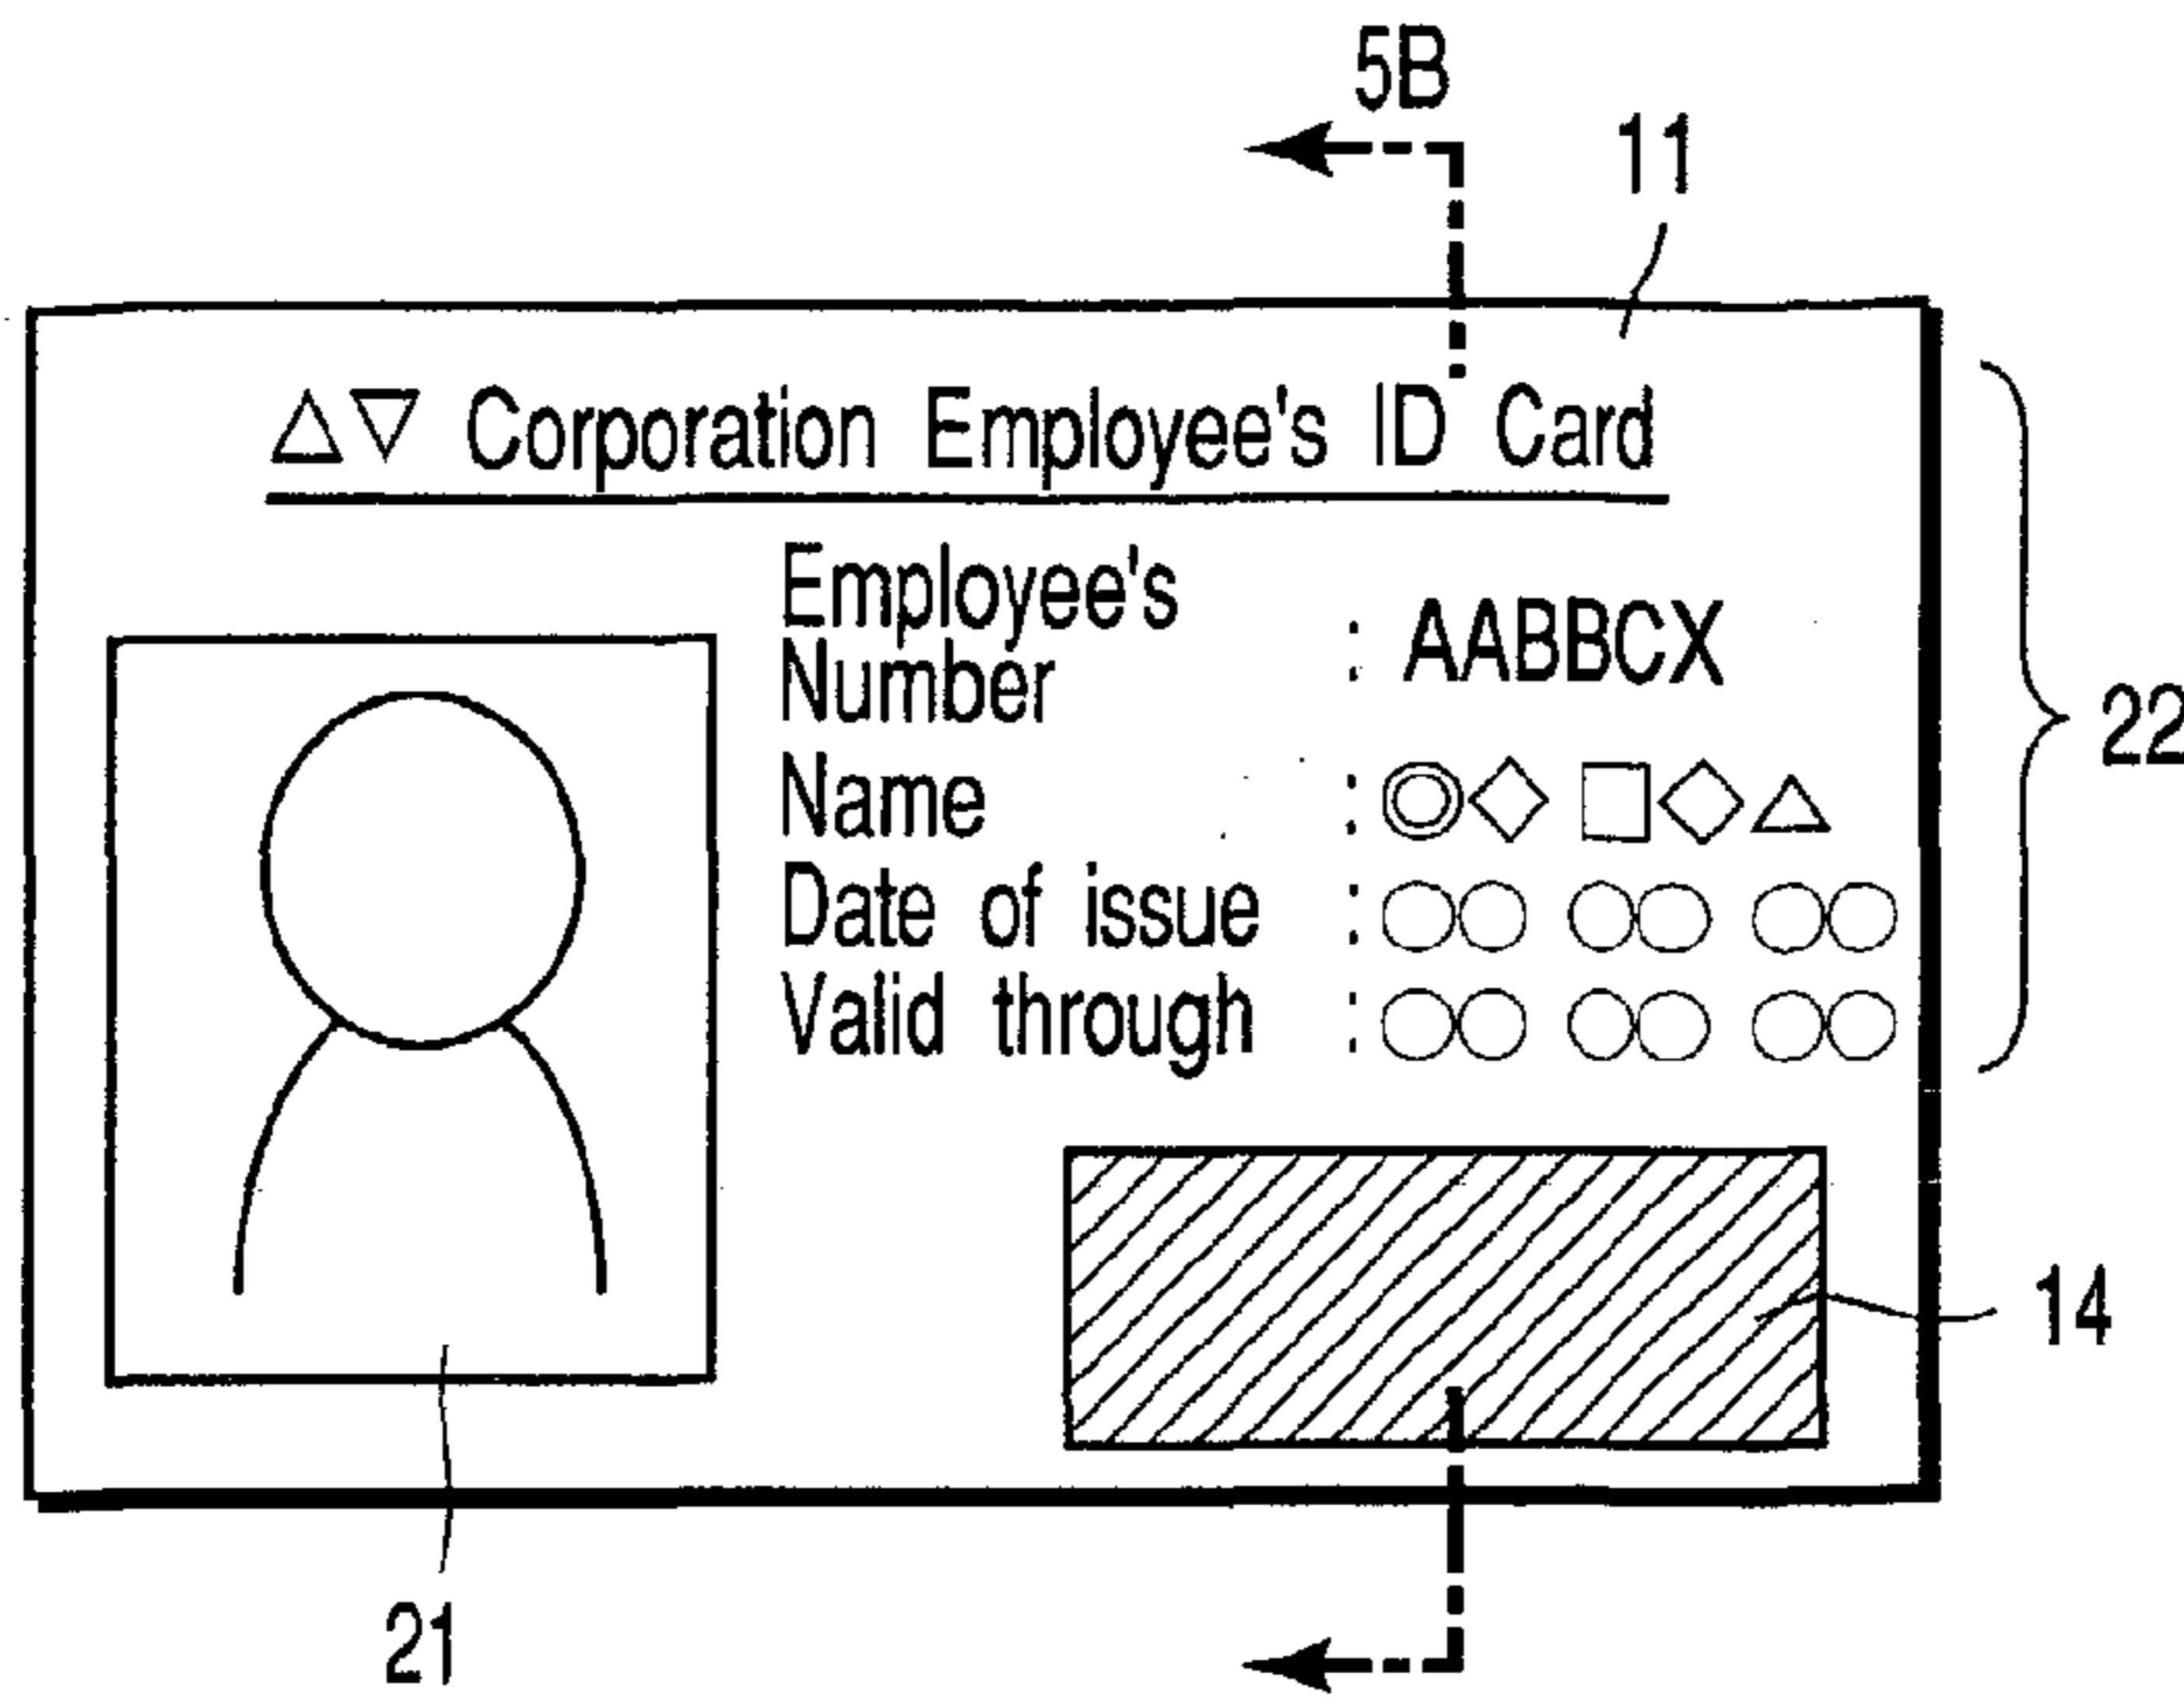 5B
11
△▽ Corporation Employee's ID Card
Employee's
Number : AABBCX
Name : ◎◇ □◇△
Date of issue : ○○ ○○ ○○
Valid through : ○○ ○○ ○○
22
14
21